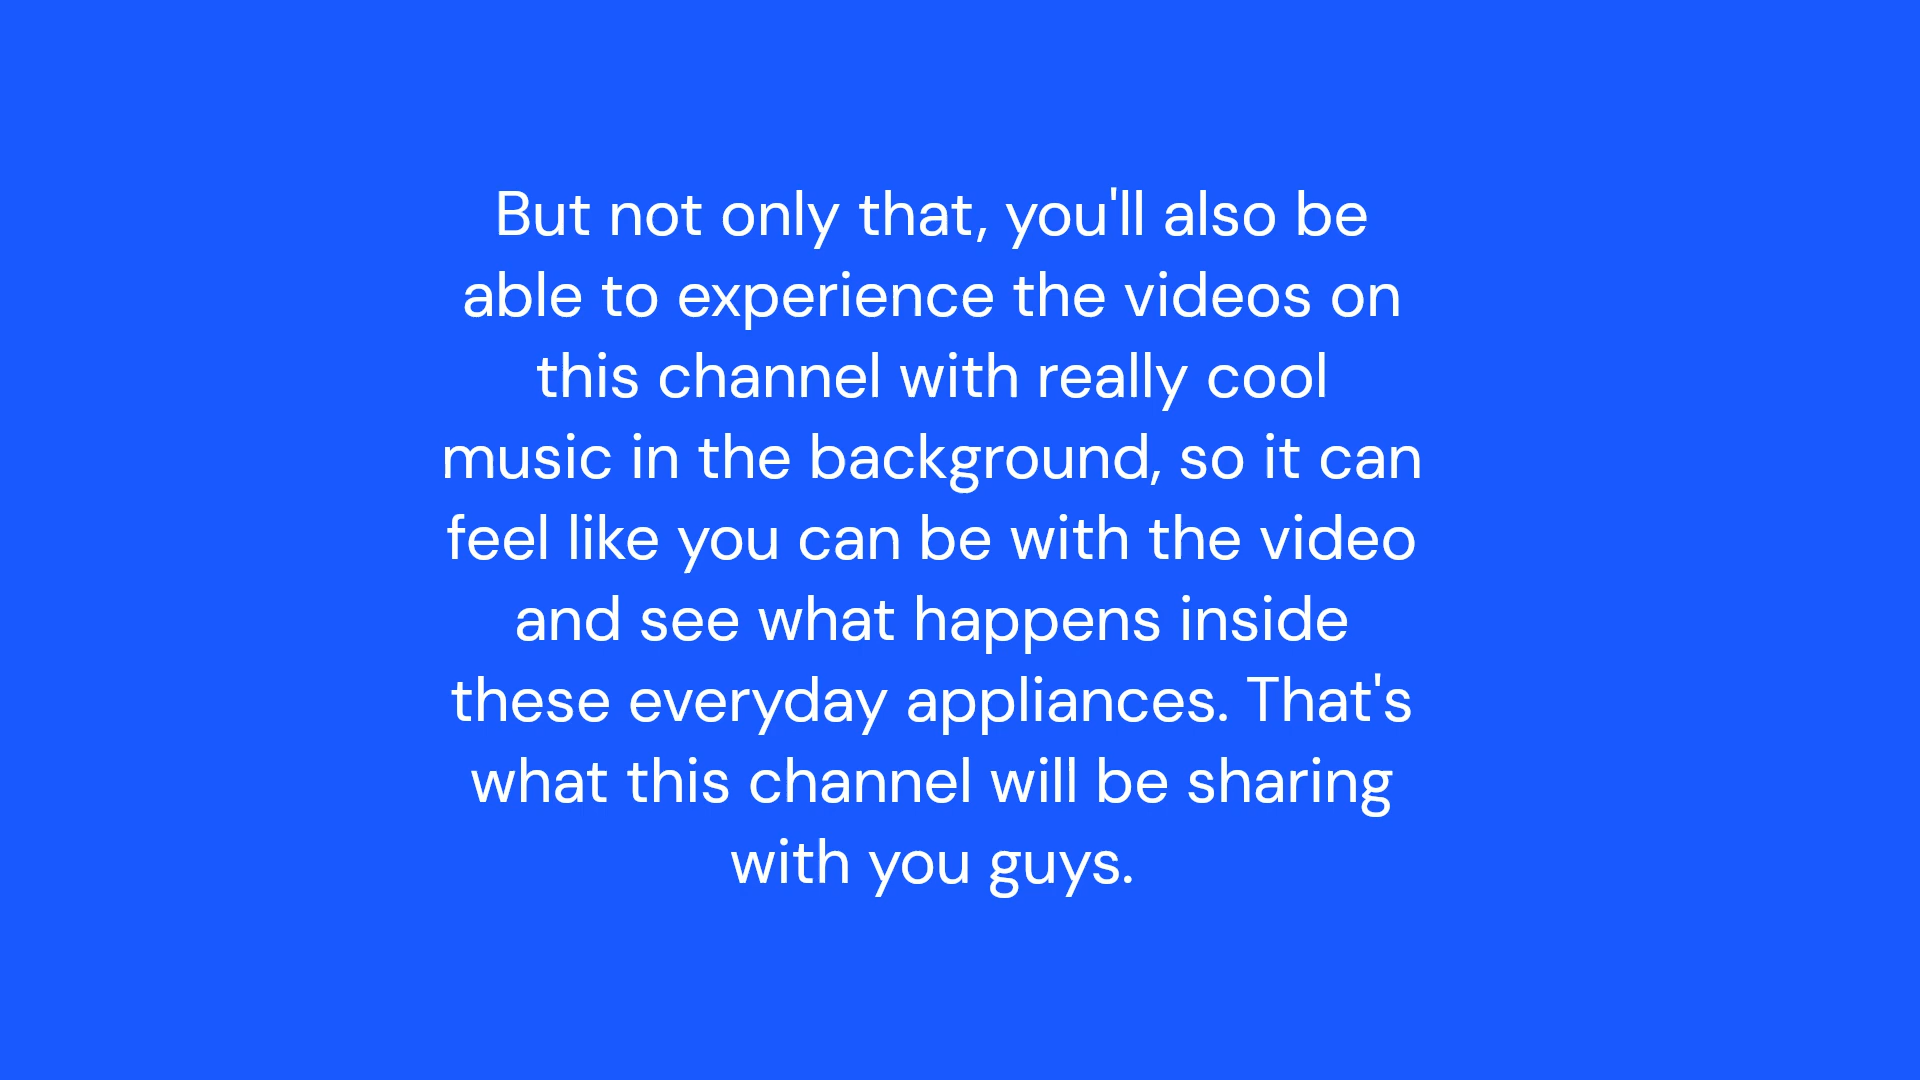 But not only that, you'll also be
able to experience the videos on
this channel with really cool
music in the background, so it can
feel like you can be with the video
and see what happens inside
these everyday appliances. That's
what this channel will be sharing
with you guys.